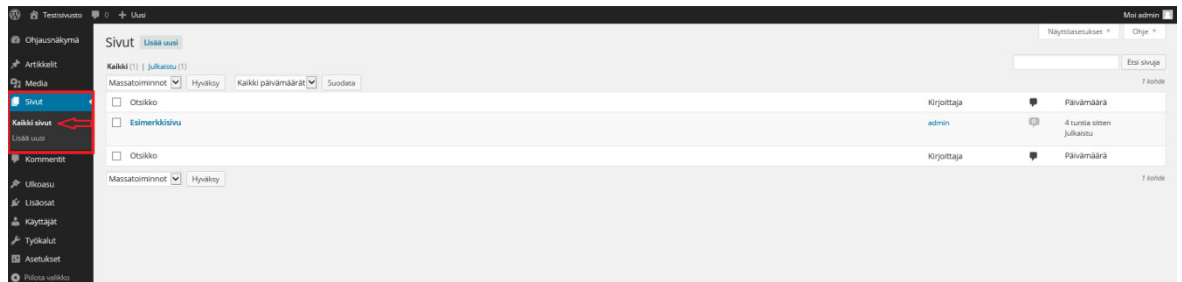 Testisivusto 0 + Uusi Moi admin
Ohjausnäkymä
Artikkelit
Media
Sivut
Kaikki sivut
Lisää uusi
Kommentit
Ulkoasu
Lisäosat
Käyttäjät
Työkalut
Asetukset
Piilota valikko
Näyttöasetukset Ohje
Sivut Lisää uusi
Kaikki (1) | Julkaistu (1)
Etsi sivuja
Massatoiminnot Hyväksy Kaikki päivämäärät Suodata 1 kohde
Otsikko Kirjoittaja Päivämäärä
Esimerkkisivu admin 0 4 tuntia sitten
Julkaistu
Otsikko Kirjoittaja Päivämäärä
Massatoiminnot Hyväksy 1 kohde